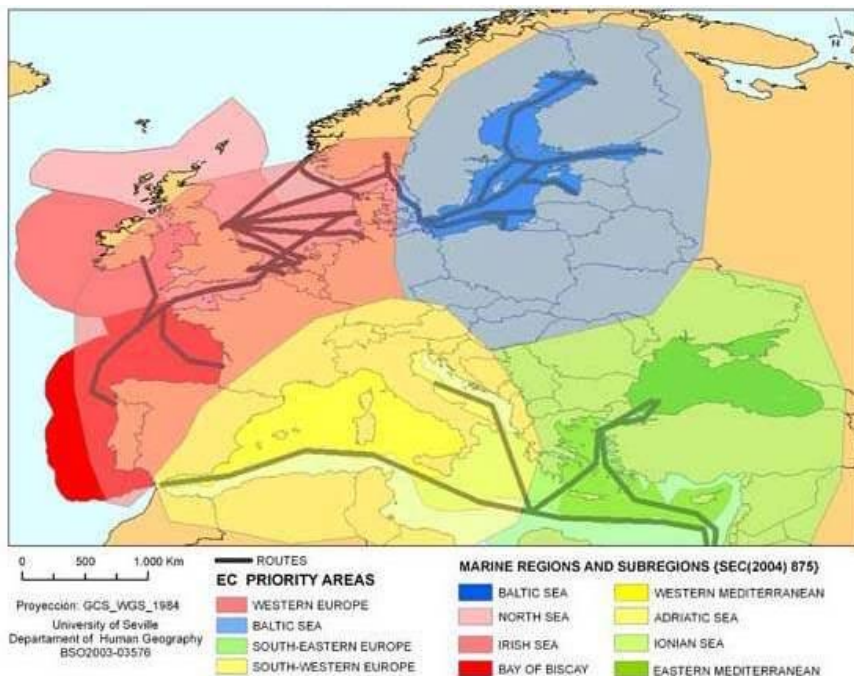 N
0 500 1.000 Km
Proyección: GCS_WGS_1984
University of Seville
Departament of Human Geography
BSO2003-03576
ROUTES
EC PRIORITY AREAS
WESTERN EUROPE
BALTIC SEA
SOUTH-EASTERN EUROPE
SOUTH-WESTERN EUROPE
MARINE REGIONS AND SUBREGIONS {SEC(2004) 875}
BALTIC SEA
NORTH SEA
IRISH SEA
BAY OF BISCAY
WESTERN MEDITERRANEAN
ADRIATIC SEA
IONIAN SEA
EASTERN MEDITERRANEAN